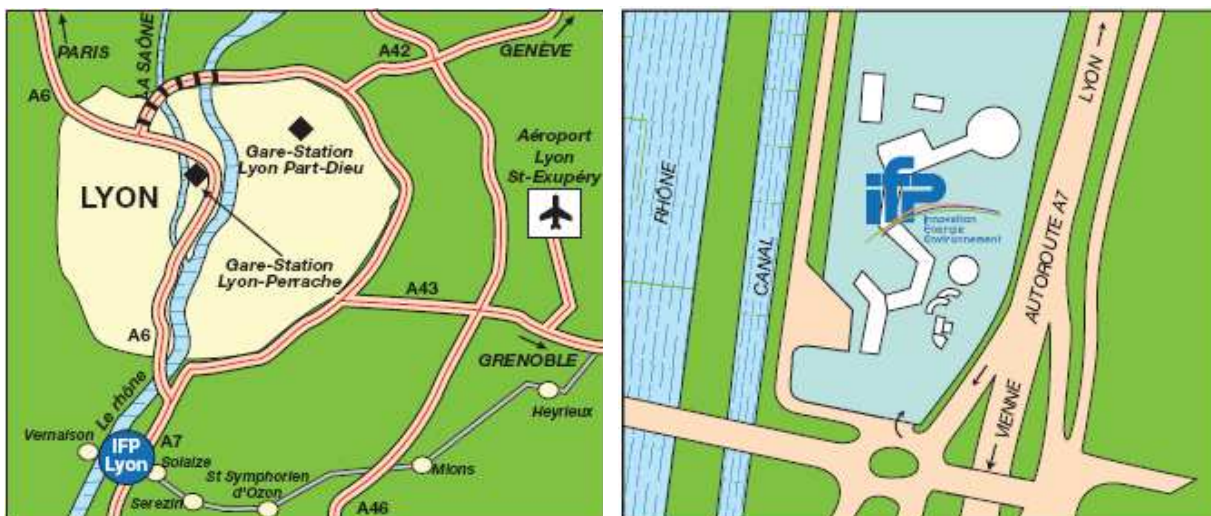 PARIS
LA SAÔNE
A42
GENÈVE
A6
Aéroport
Lyon
St-Exupéry
Gare-Station
Lyon Part-Dieu
LYON
Gare-Station
Lyon-Perrache
A43
A6
GRENOBLE
Le rhône
Heyrieux
Vernaison
IFP
Lyon
A7
Solaize
St Symphorien
d'Ozon
Mions
Serezin
A46
LYON
RHÔNE
CANAL
ifp
Innovation
Énergie
Environnement
AUTOROUTE A7
VIENNE